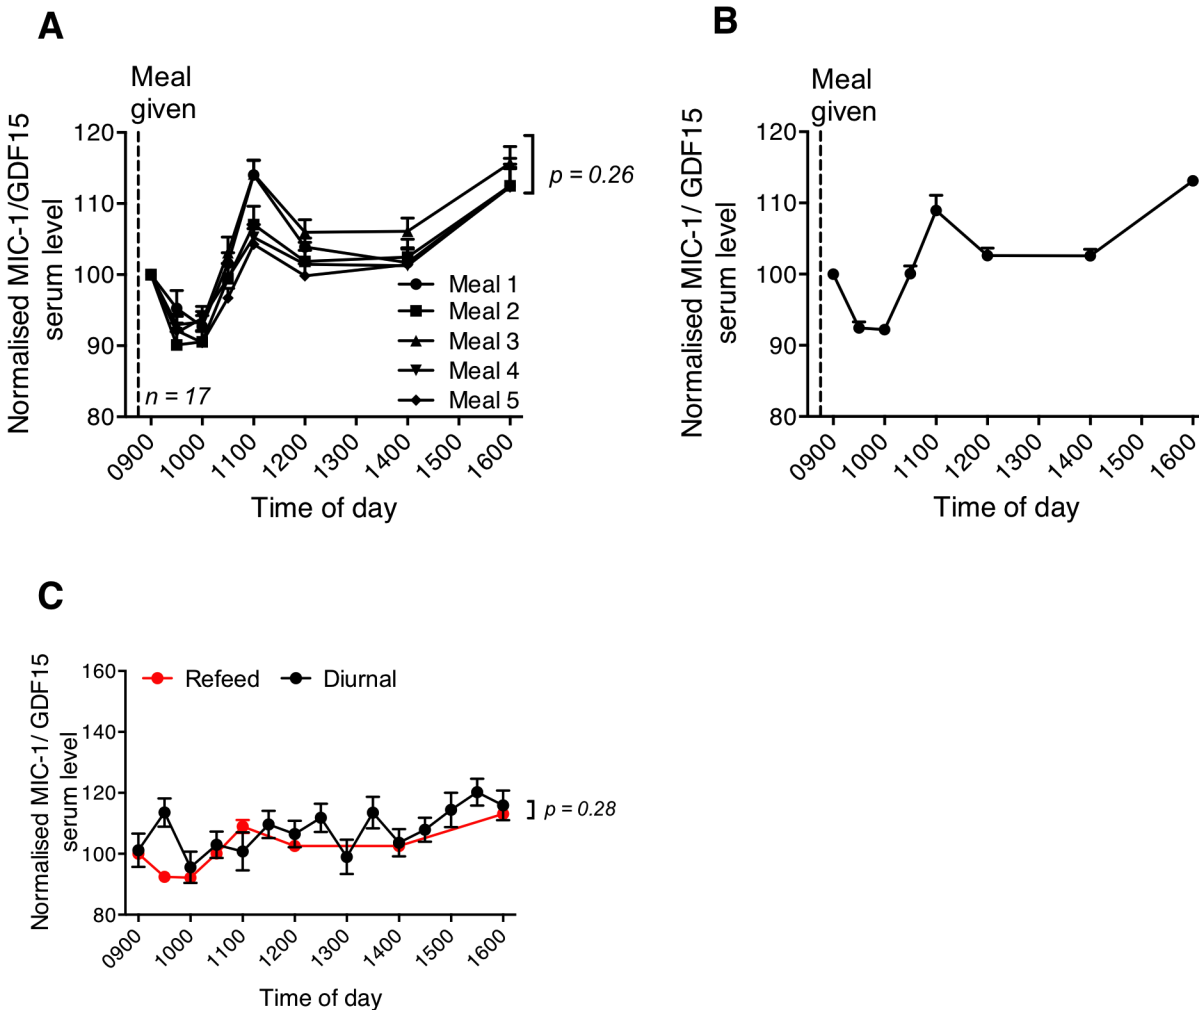 A
Meal
given
Normalised MIC-1/GDF15
serum level
120
110
100
90
80
p = 0.26
Meal 1
Meal 2
Meal 3
Meal 4
Meal 5
n = 17
0900
1000
1100
1200
1300
1400
1500
1600
Time of day
B
Meal
given
Normalised MIC-1/ GDF15
serum level
120
110
100
90
80
0900
1000
1100
1200
1300
1400
1500
1600
Time of day
C
Normalised MIC-1/ GDF15
serum level
160
140
120
100
80
Refeed
Diurnal
p = 0.28
0900
1000
1100
1200
1300
1400
1500
1600
Time of day